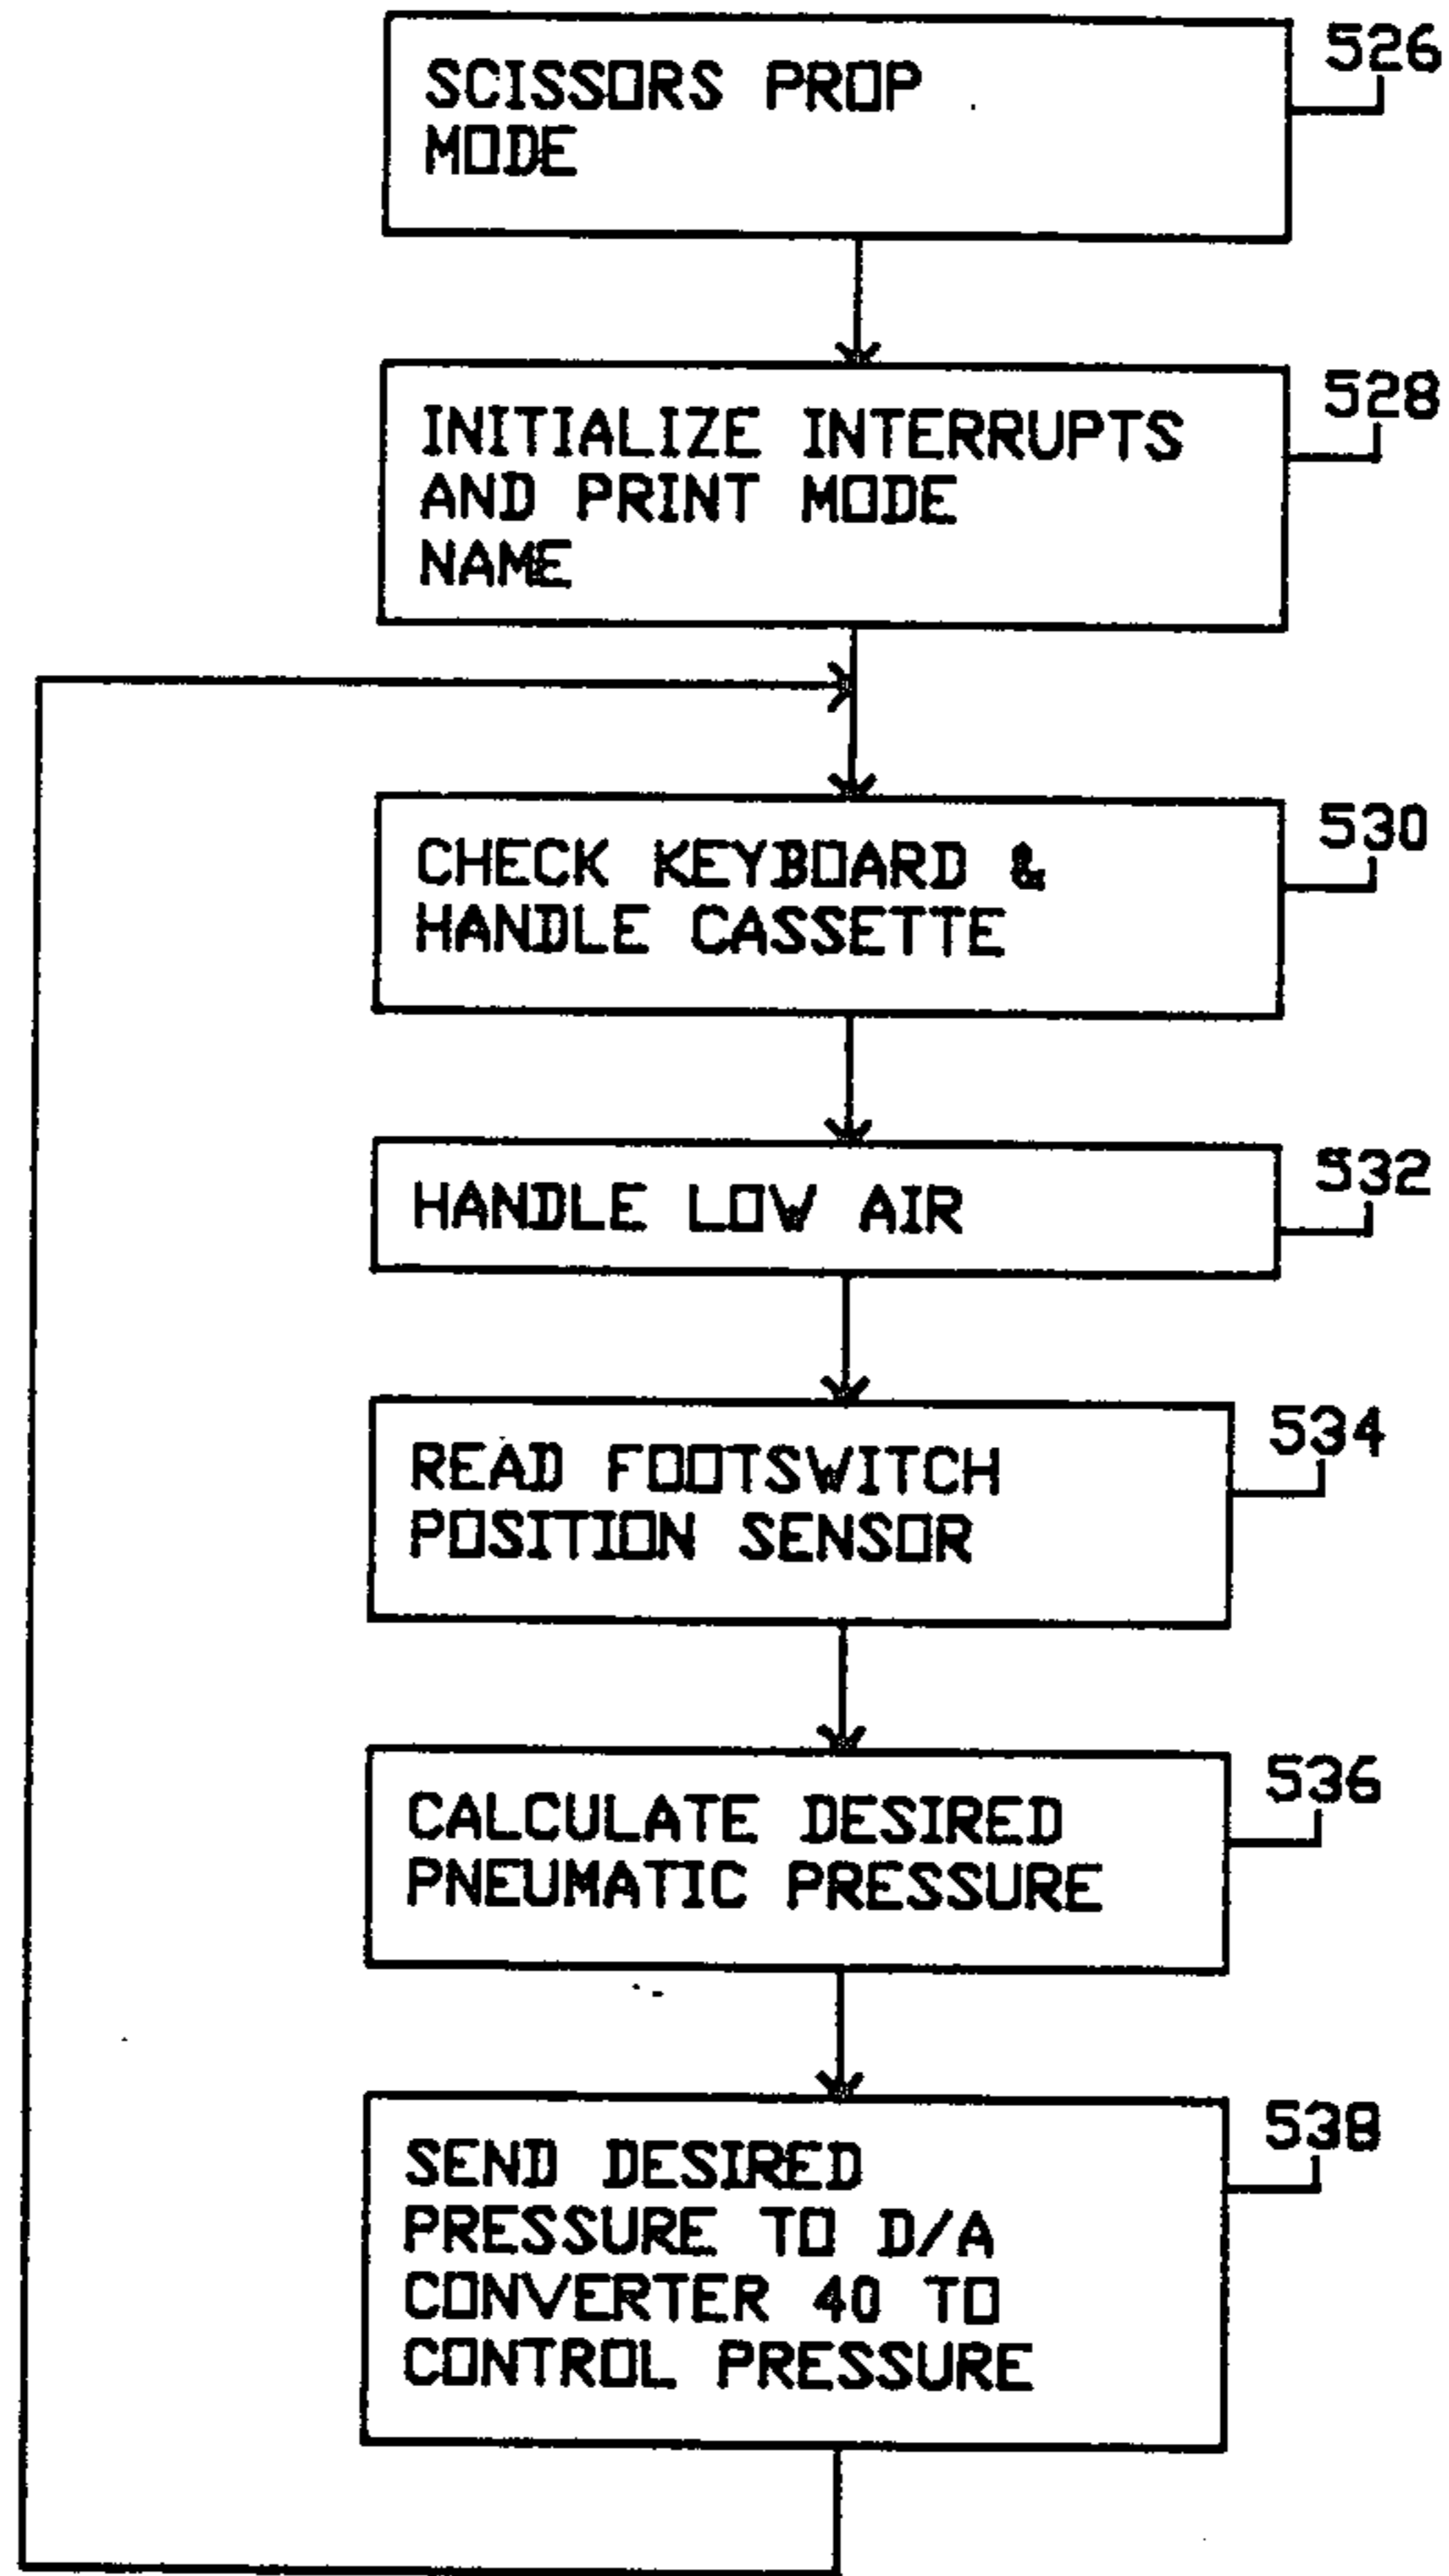 SCISSORS PROP
MODE
526
INITIALIZE INTERRUPTS
AND PRINT MODE
NAME
528
CHECK KEYBOARD &
HANDLE CASSETTE
530
HANDLE LOW AIR
532
READ FOOTSWITCH
POSITION SENSOR
534
CALCULATE DESIRED
PNEUMATIC PRESSURE
536
SEND DESIRED
PRESSURE TO D/A
CONVERTER 40 TO
CONTROL PRESSURE
538